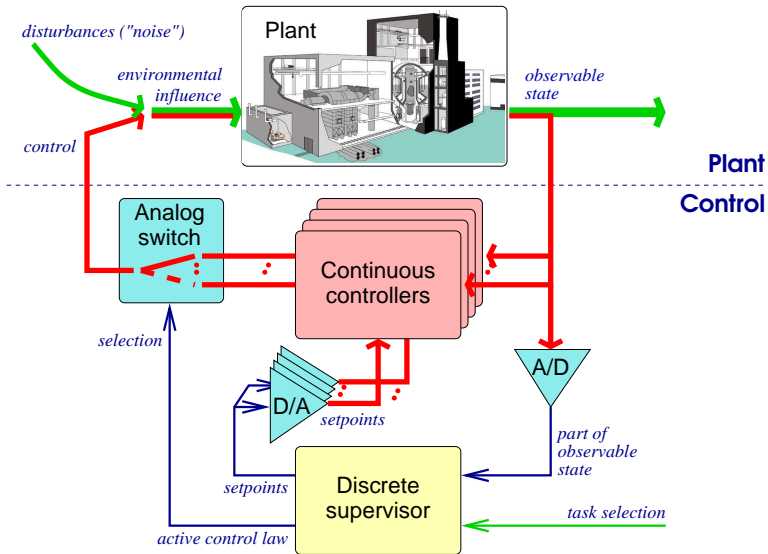 disturbances ("noise")
Plant
environmental
influence
observable
state
control
Plant
Control
Analog
switch
Continuous
controllers
selection
A/D
D/A
setpoints
part of
observable
state
setpoints
Discrete
supervisor
task selection
active control law